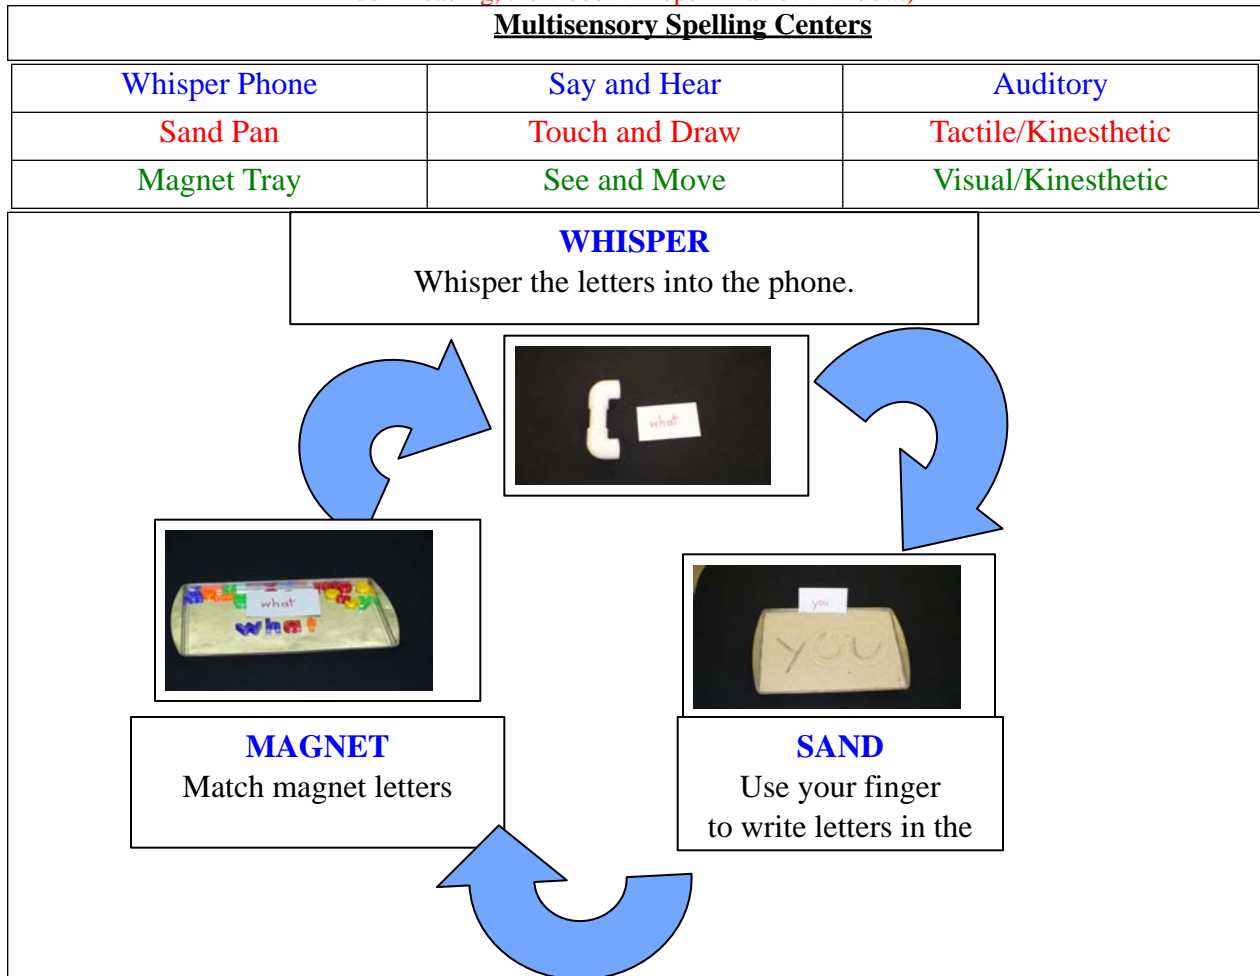 Multisensory Spelling Centers
Whisper Phone Say and Hear Auditory
Sand Pan Touch and Draw Tactile/Kinesthetic
Magnet Tray See and Move Visual/Kinesthetic
WHISPER
Whisper the letters into the phone.
what
what
what
you
YOU
MAGNET
Match magnet letters
SAND
Use your finger
to write letters in the